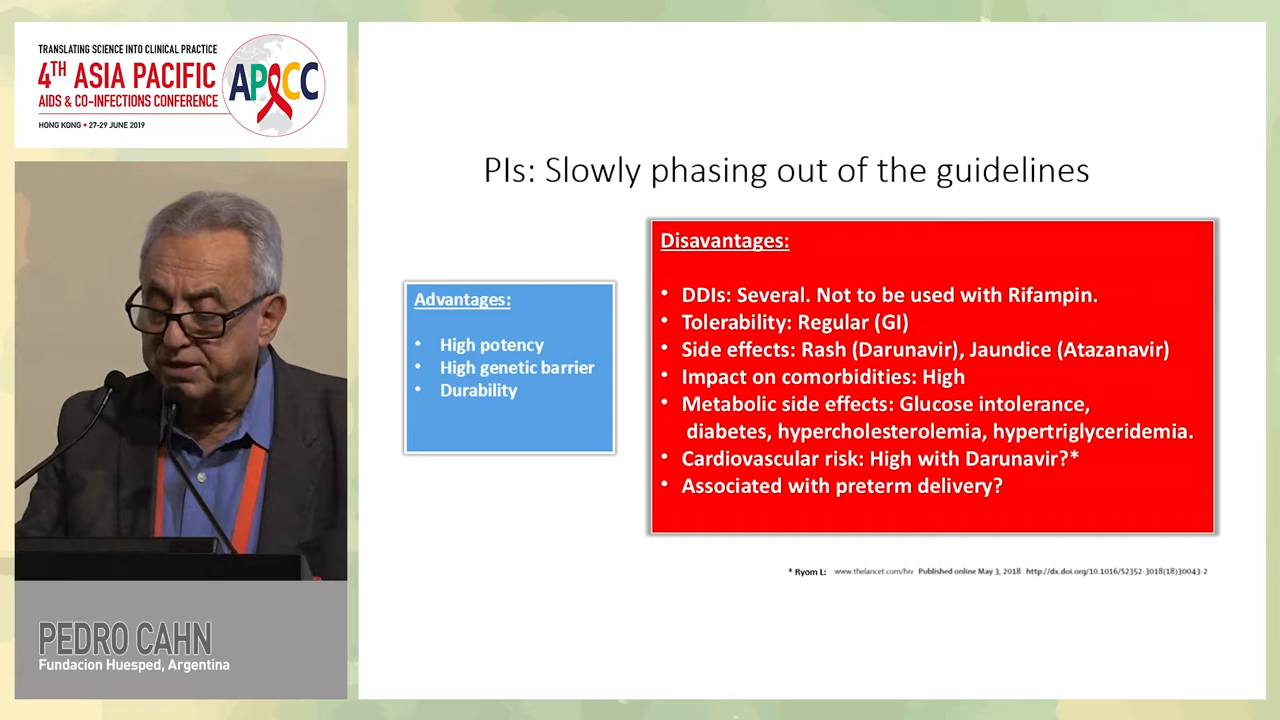 TRANSLATING SCIENCE INTO CLINICAL PRACTICE
4TH ASIA PACIFIC
AIDS & CO-INFECTIONS CONFERENCE
HONG KONG • 27-29 JUNE 2019
APCC
PIs: Slowly phasing out of the guidelines
Advantages:
• High potency
• High genetic barrier
• Durability
Disavantages:
• DDIs: Several. Not to be used with Rifampin.
• Tolerability: Regular (GI)
• Side effects: Rash (Darunavir), Jaundice (Atazanavir)
• Impact on comorbidities: High
• Metabolic side effects: Glucose intolerance,
diabetes, hypercholesterolemia, hypertriglyceridemia.
• Cardiovascular risk: High with Darunavir?*
• Associated with preterm delivery?
* Ryom L: www.thelancet.com/hiv Published online May 3, 2018 http://dx.doi.org/10.1016/S2352-3018(18)30043-2
PEDRO CAHN
Fundacion Huesped, Argentina